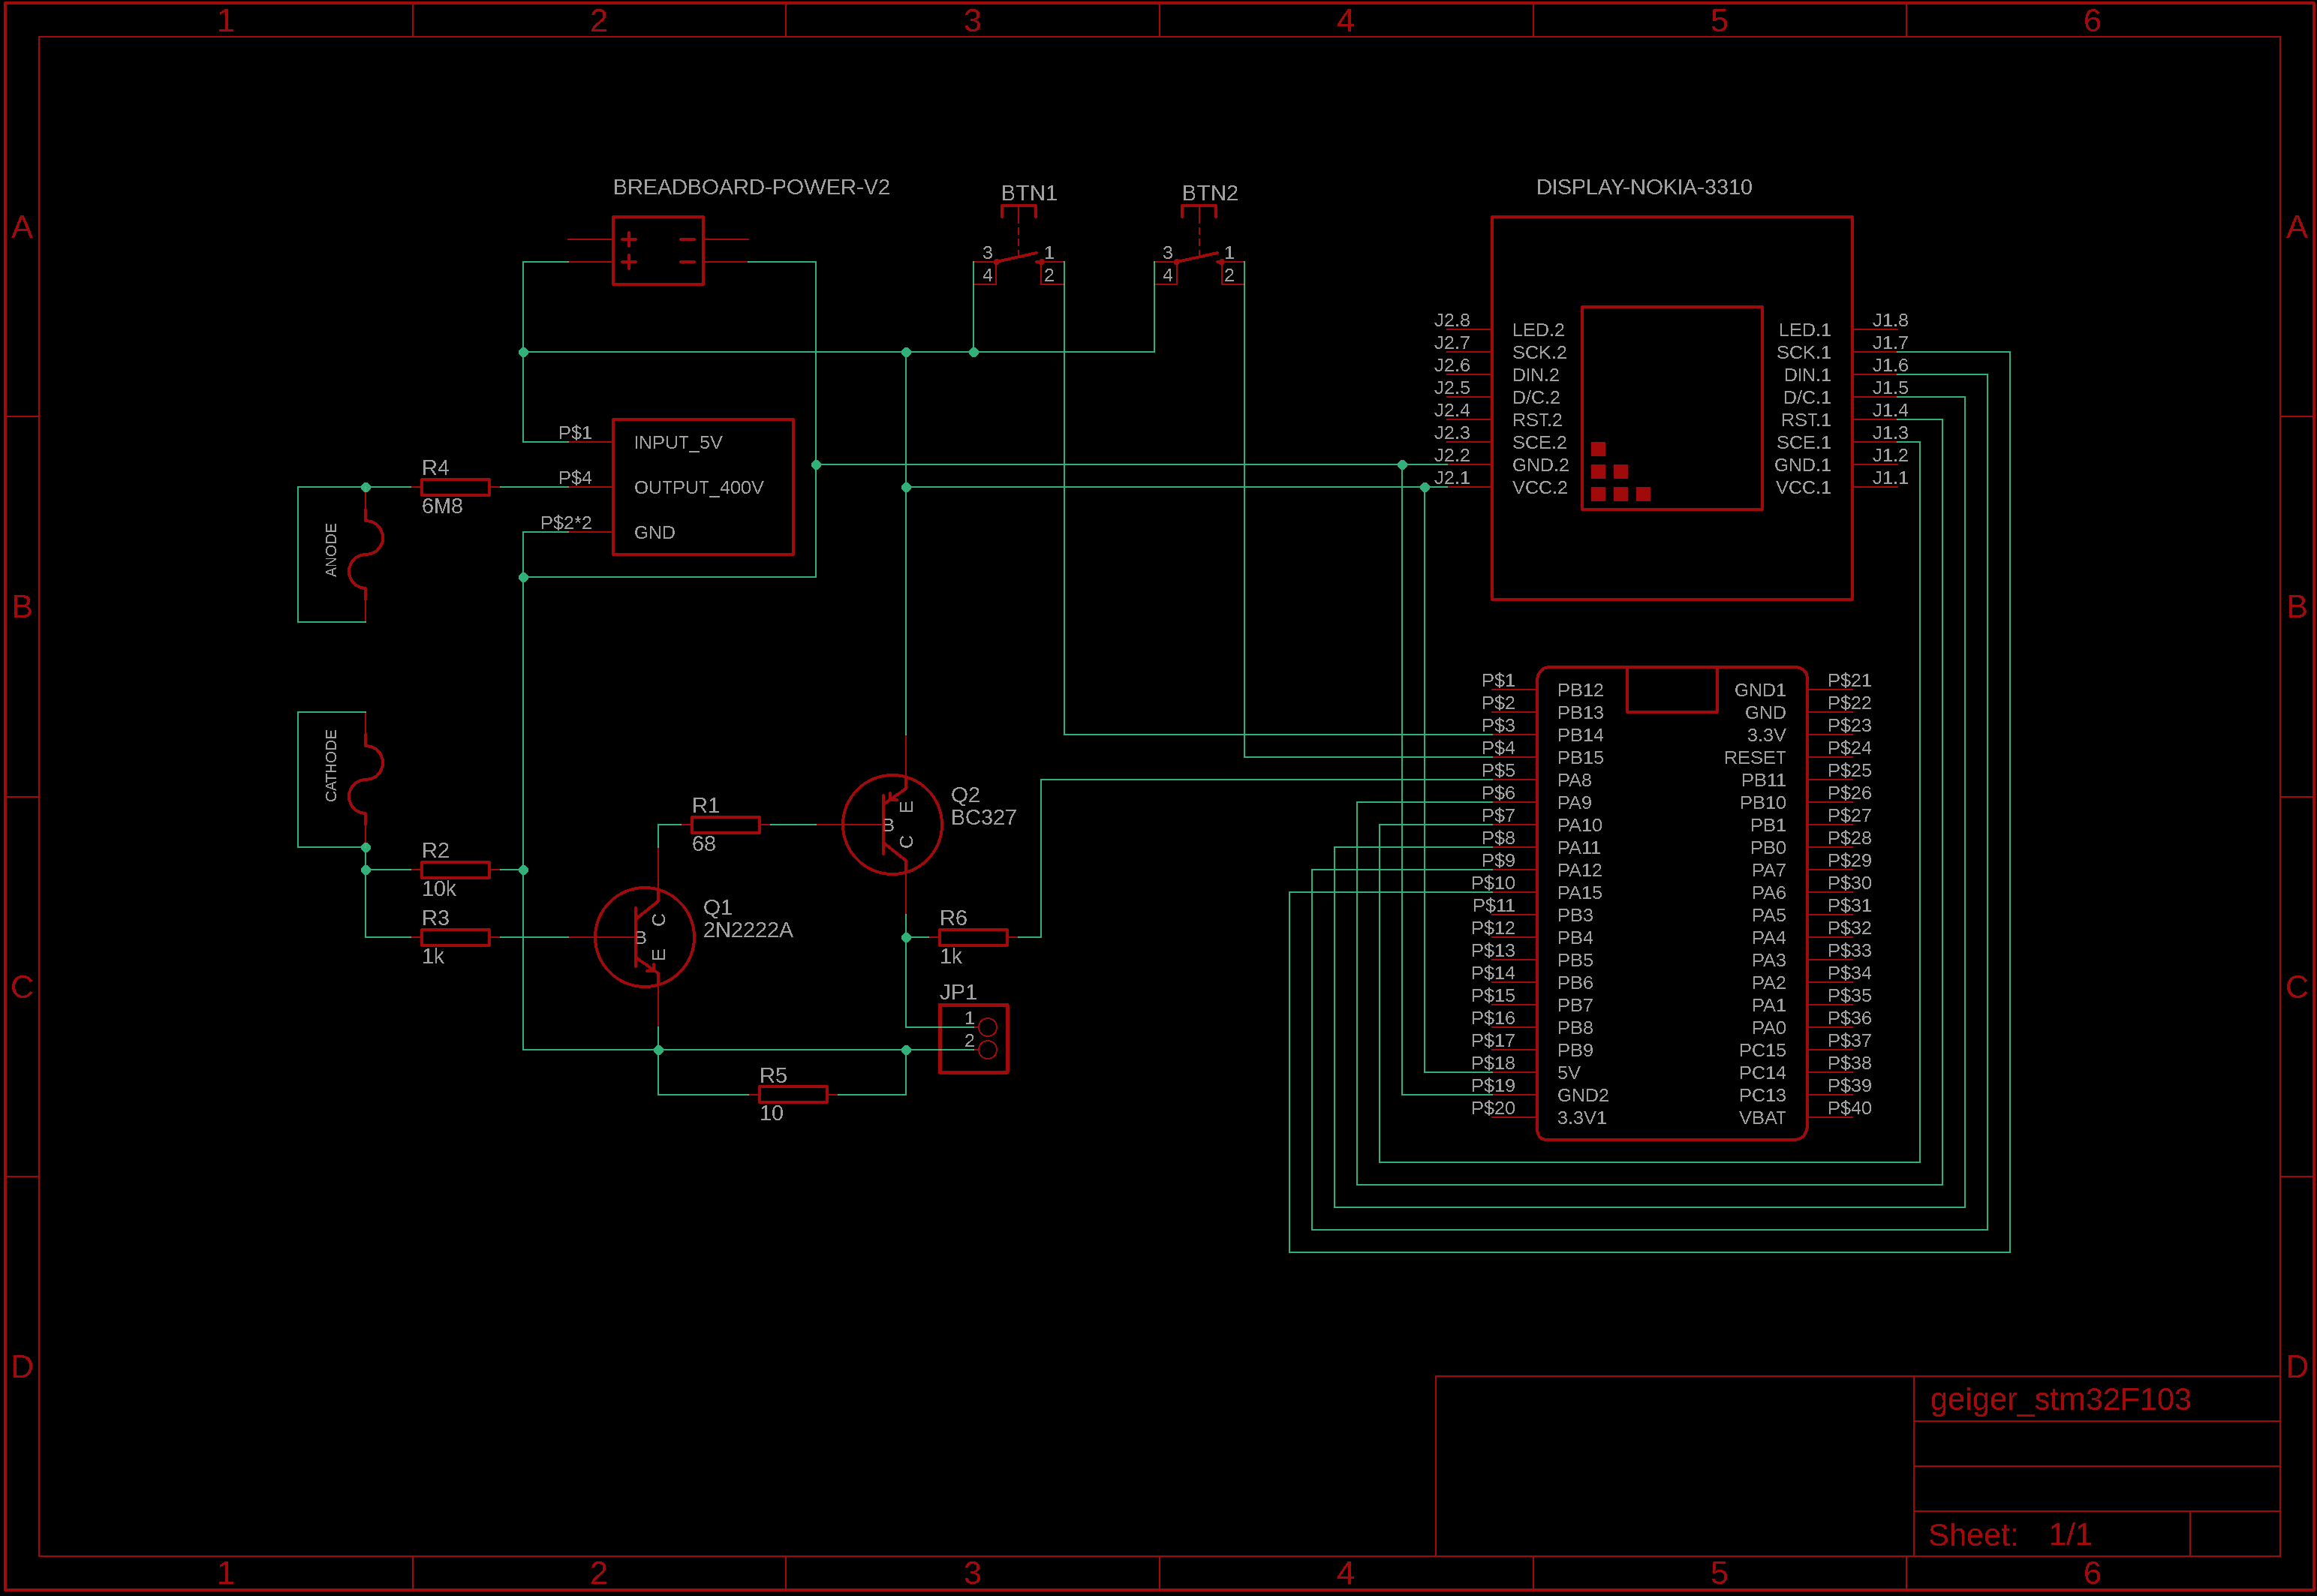 1 2 3 4 5 6
A
B
C
D
A
B
C
D
BREADBOARD-POWER-V2
+ -
+ -
BTN1
3 1
4 2
BTN2
3 1
4 2
P$1 INPUT_5V
P$4 OUTPUT_400V
P$2*2 GND
R4
6M8
ANODE
CATHODE
R2
10k
R3
1k
R1
68
Q1
2N2222A
C
B
E
Q2
BC327
E
B
C
R6
1k
JP1
1
2
R5
10
DISPLAY-NOKIA-3310
J2.8 LED.2 LED.1 J1.8
J2.7 SCK.2 SCK.1 J1.7
J2.6 DIN.2 DIN.1 J1.6
J2.5 D/C.2 D/C.1 J1.5
J2.4 RST.2 RST.1 J1.4
J2.3 SCE.2 SCE.1 J1.3
J2.2 GND.2 GND.1 J1.2
J2.1 VCC.2 VCC.1 J1.1
P$1 PB12 GND1 P$21
P$2 PB13 GND P$22
P$3 PB14 3.3V P$23
P$4 PB15 RESET P$24
P$5 PA8 PB11 P$25
P$6 PA9 PB10 P$26
P$7 PA10 PB1 P$27
P$8 PA11 PB0 P$28
P$9 PA12 PA7 P$29
P$10 PA15 PA6 P$30
P$11 PB3 PA5 P$31
P$12 PB4 PA4 P$32
P$13 PB5 PA3 P$33
P$14 PB6 PA2 P$34
P$15 PB7 PA1 P$35
P$16 PB8 PA0 P$36
P$17 PB9 PC15 P$37
P$18 5V PC14 P$38
P$19 GND2 PC13 P$39
P$20 3.3V1 VBAT P$40
geiger_stm32F103
Sheet: 1/1
1 2 3 4 5 6